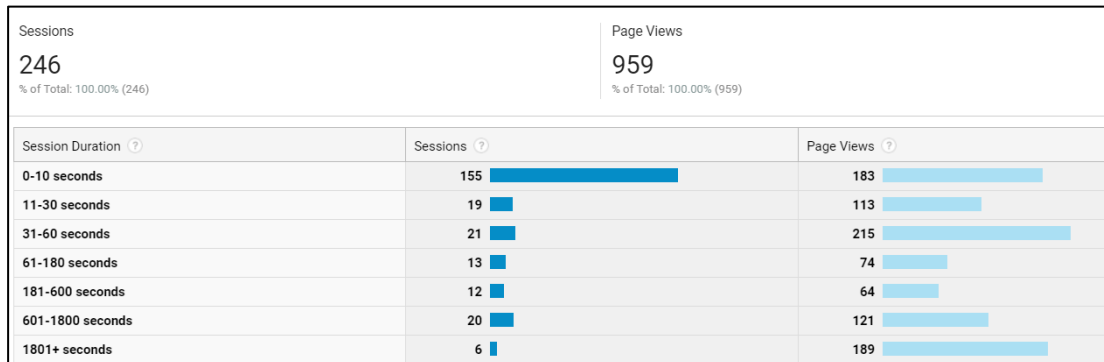 Sessions Page Views
246 959
% of Total: 100.00% (246) % of Total: 100.00% (959)
Session Duration ? Sessions ? Page Views ?
0-10 seconds 155 183
11-30 seconds 19 113
31-60 seconds 21 215
61-180 seconds 13 74
181-600 seconds 12 64
601-1800 seconds 20 121
1801+ seconds 6 189